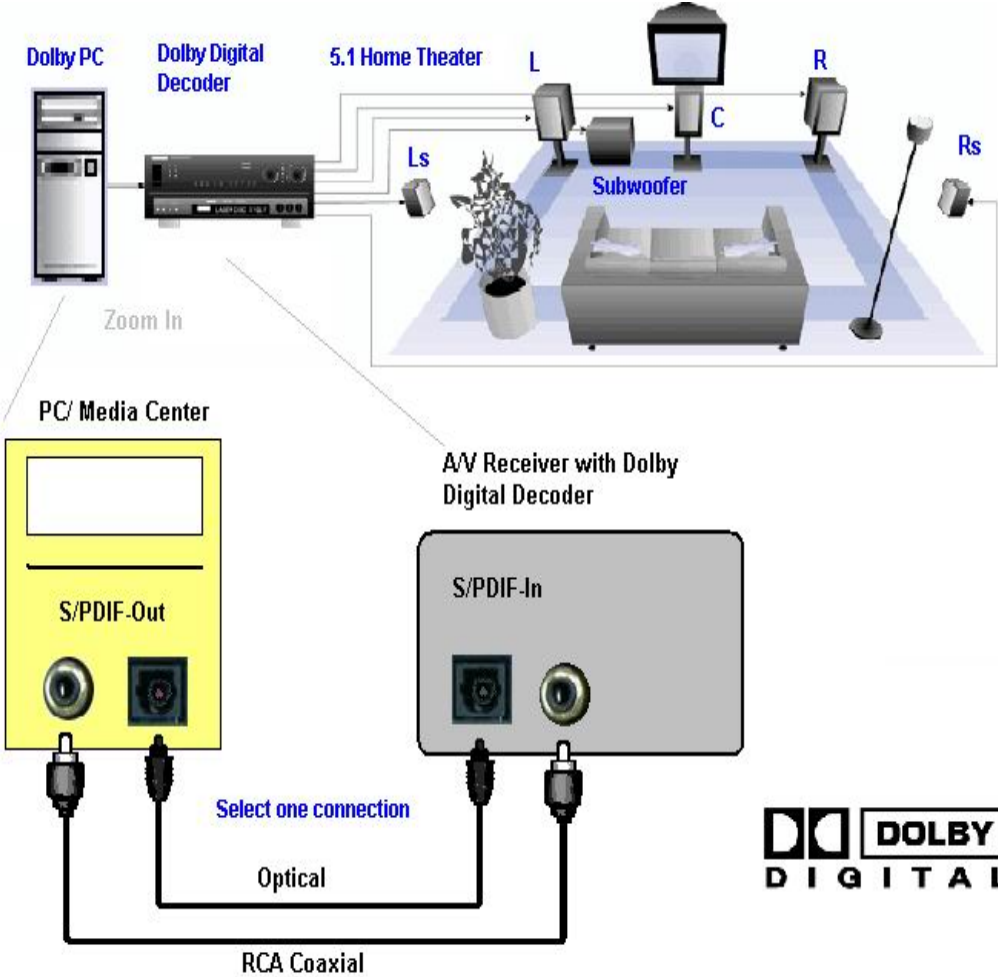 Dolby PC
Dolby Digital
Decoder
5.1 Home Theater
L
R
C
Ls
Rs
Subwoofer
Zoom In
PC/ Media Center
A/V Receiver with Dolby
Digital Decoder
S/PDIF-Out
S/PDIF-In
Select one connection
Optical
RCA Coaxial
DOLBY
DIGITAL